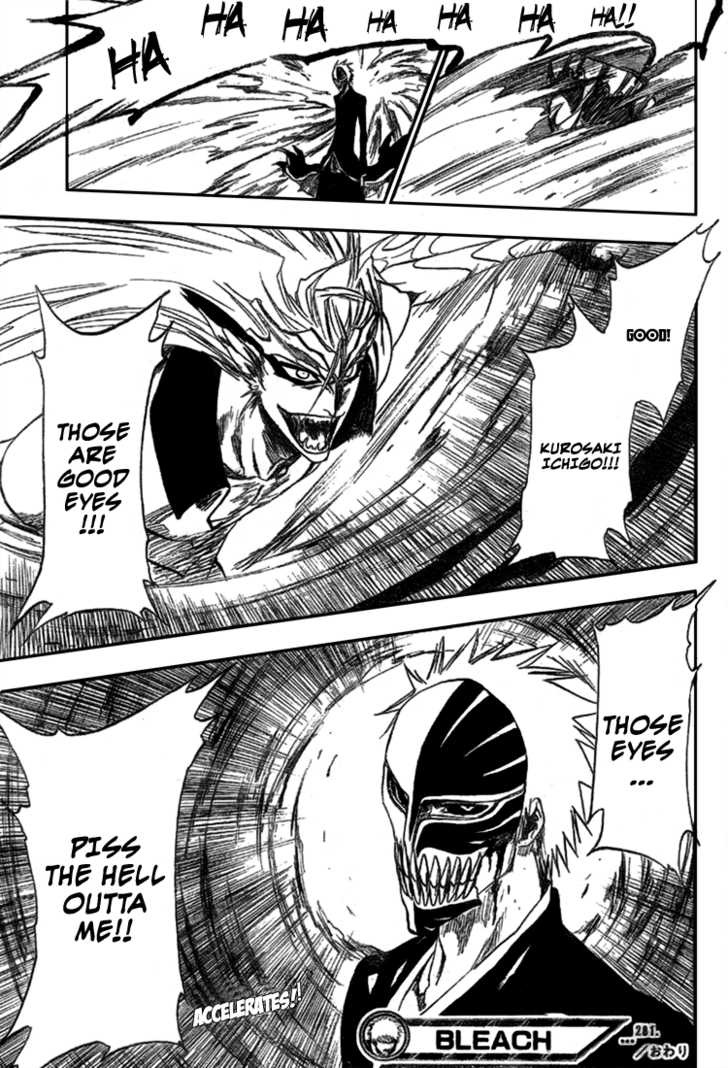 HA HA HA HA HA HA HA!!
GOOD!
KUROSAKI
ICHIGO!!!
THOSE
ARE
GOOD
EYES
!!!
THOSE
EYES
...
PISS
THE HELL
OUTTA
ME!!
ACCELERATES!!
BLEACH
281.
...
/おわり